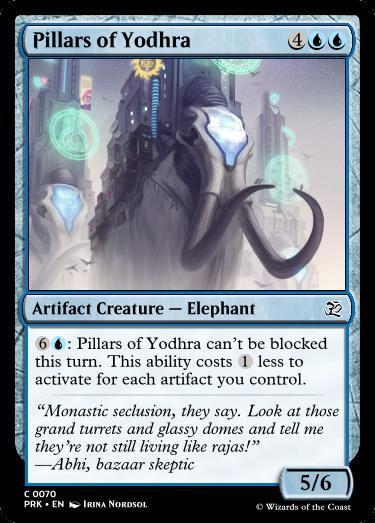 Pillars of Yodhra 4
Artifact Creature — Elephant
6: Pillars of Yodhra can't be blocked
this turn. This ability costs 1 less to
activate for each artifact you control.
"Monastic seclusion, they say. Look at those
grand turrets and glassy domes and tell me
they're not still living like rajas!"
—Abhi, bazaar skeptic
5/6
C 0070
PRK • EN Irina Nordsol
© Wizards of the Coast